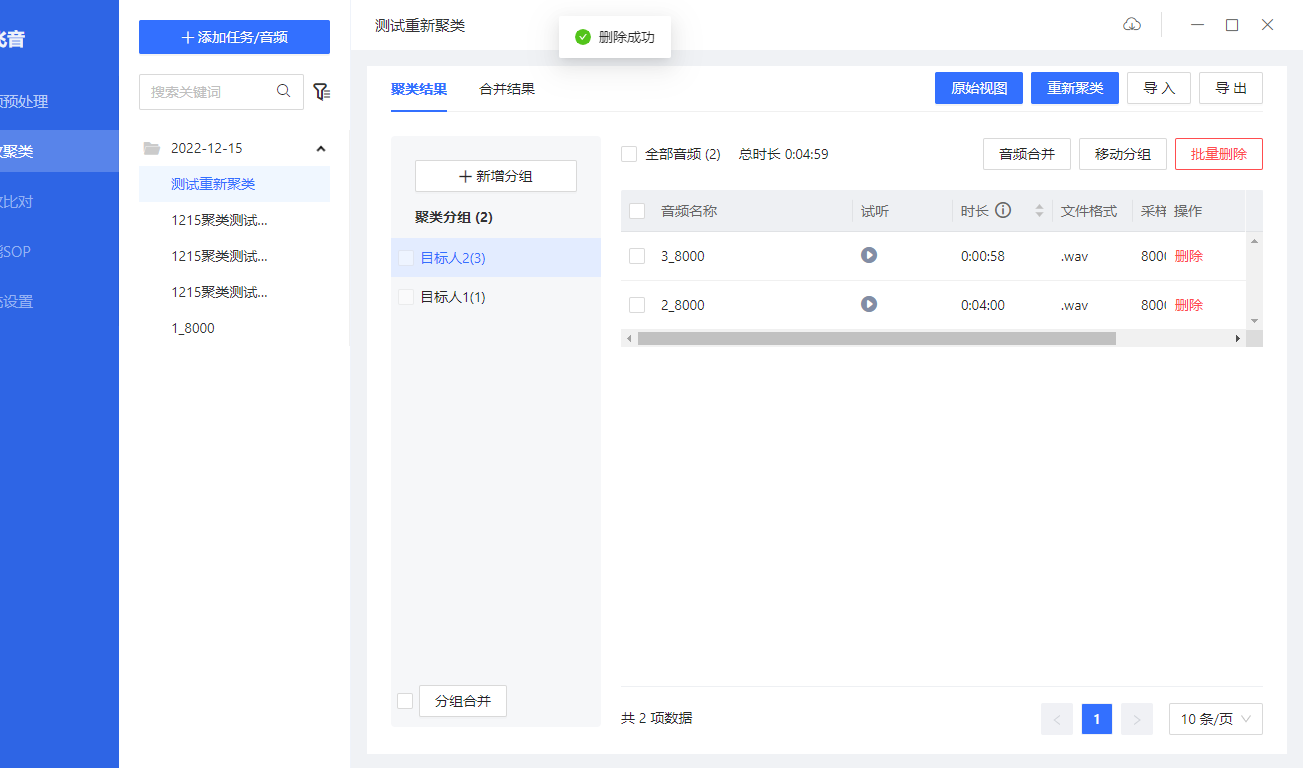 音
添加任务/音频
搜索关键词
预处理
聚类
比对
SOP
设置
2022-12-15
测试重新聚类
1215聚类测试...
1215聚类测试...
1215聚类测试...
1_8000
测试重新聚类
删除成功
聚类结果
合并结果
原始视图
重新聚类
导 入
导 出
新增分组
聚类分组 (2)
目标人2(3)
目标人1(1)
分组合并
全部音频 (2) 总时长 0:04:59
音频合并
移动分组
批量删除
音频名称 试听 时长 文件格式 采样 操作
3_8000 0:00:58 .wav 800 删除
2_8000 0:04:00 .wav 800 删除
共 2 项数据
< 1 >
10 条/页